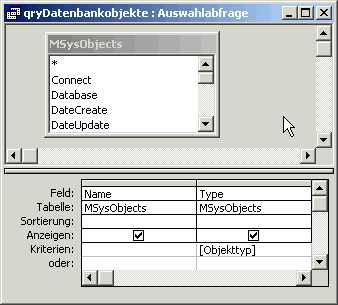 qryDatenbankobjekte : Auswahlabfrage
MSysObjects
*
Connect
Database
DateCreate
DateUpdate
Feld: Name Type
Tabelle: MSysObjects MSysObjects
Sortierung:
Anzeigen:
Kriterien: [Objekttyp]
oder: